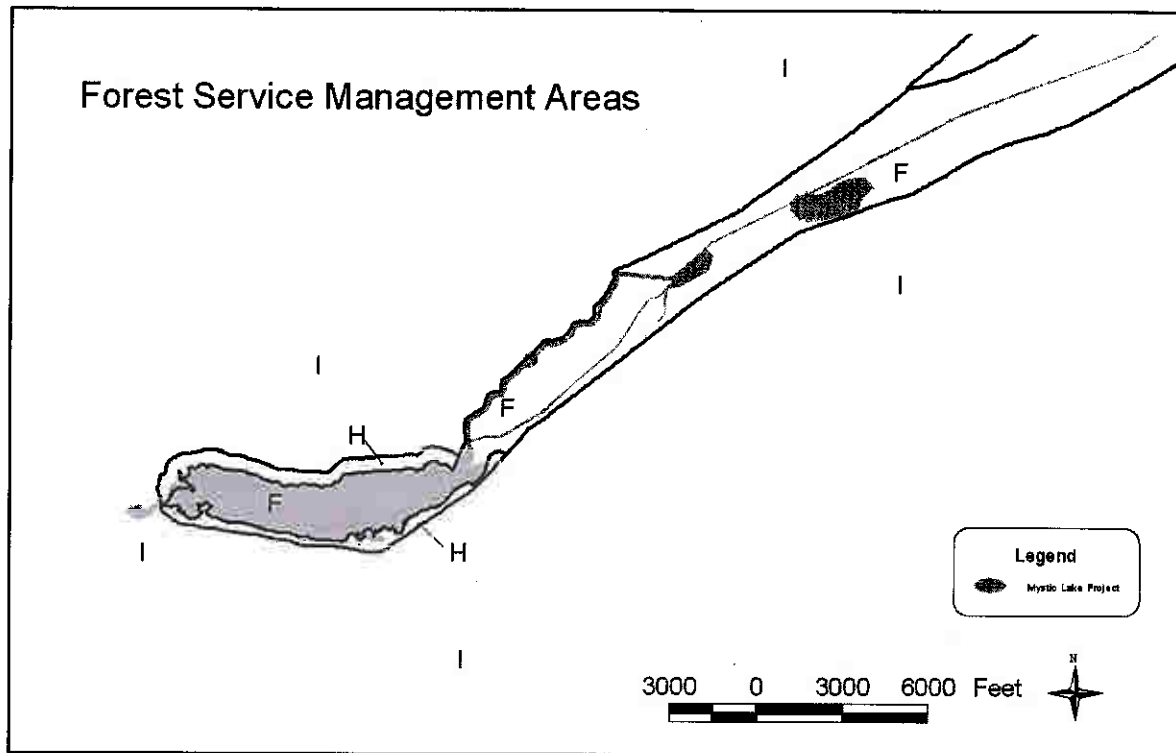 I
Forest Service Management Areas
F
I
I
F
H
F
I
H
Legend
Mystic Lake Project
I
N
3000 0 3000 6000 Feet